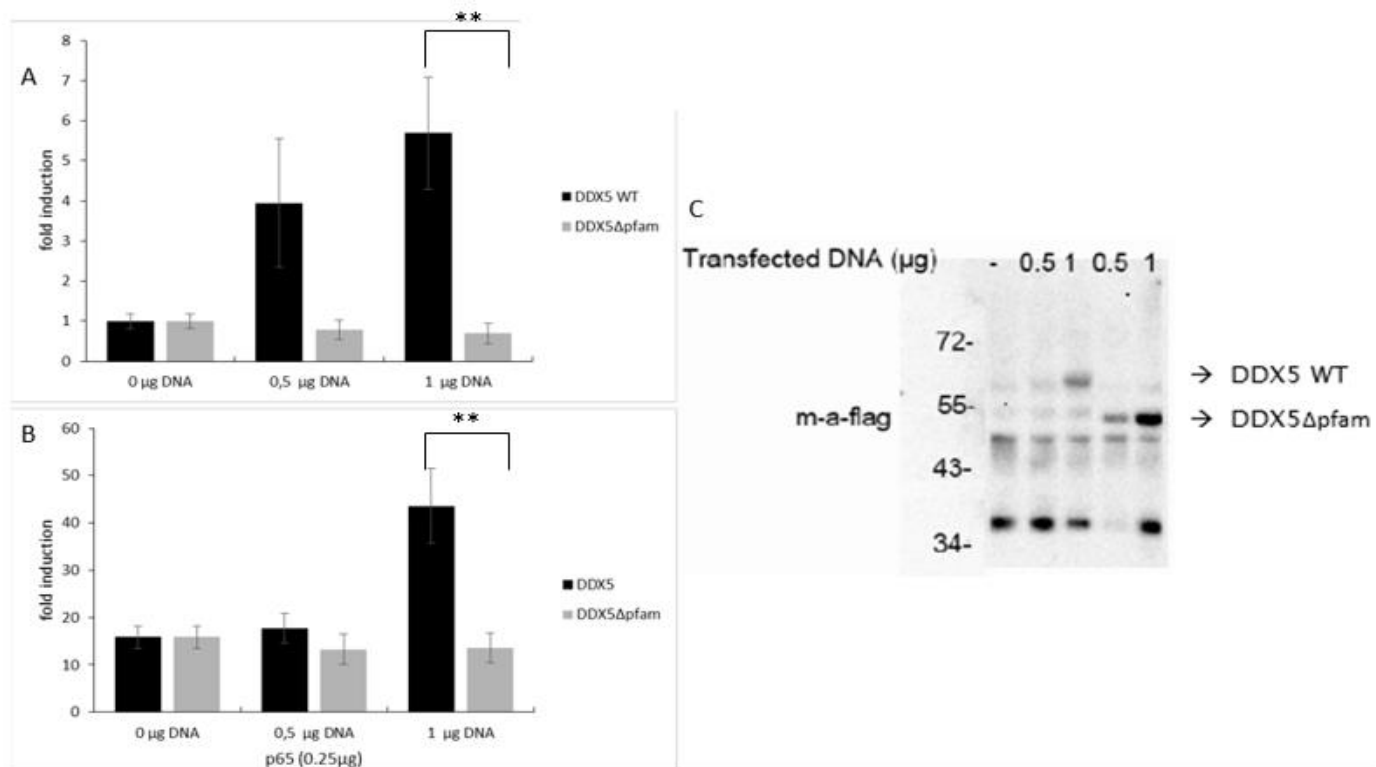 **
A
8
7
6
5
4
3
2
1
0
fold induction
0 µg DNA
0,5 µg DNA
1 µg DNA
DDX5 WT
DDX5Δpfam
B
**
60
50
40
30
20
10
0
fold induction
0 µg DNA
0,5 µg DNA
1 µg DNA
p65 (0.25µg)
DDX5
DDX5Δpfam
C
Transfected DNA (µg) - 0.5 1 0.5 1
72-
55-
43-
34-
m-a-flag
→ DDX5 WT
→ DDX5Δpfam